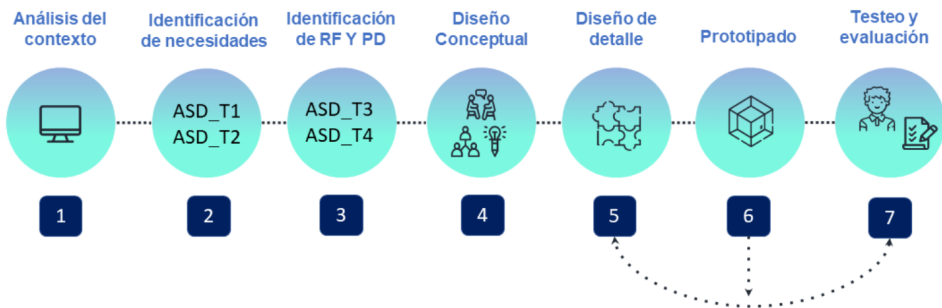 Análisis del
contexto
Identificación
de necesidades
Identificación
de RF Y PD
Diseño
Conceptual
Diseño de
detalle
Prototipado
Testeo y
evaluación
ASD_T1
ASD_T2
ASD_T3
ASD_T4
1
2
3
4
5
6
7